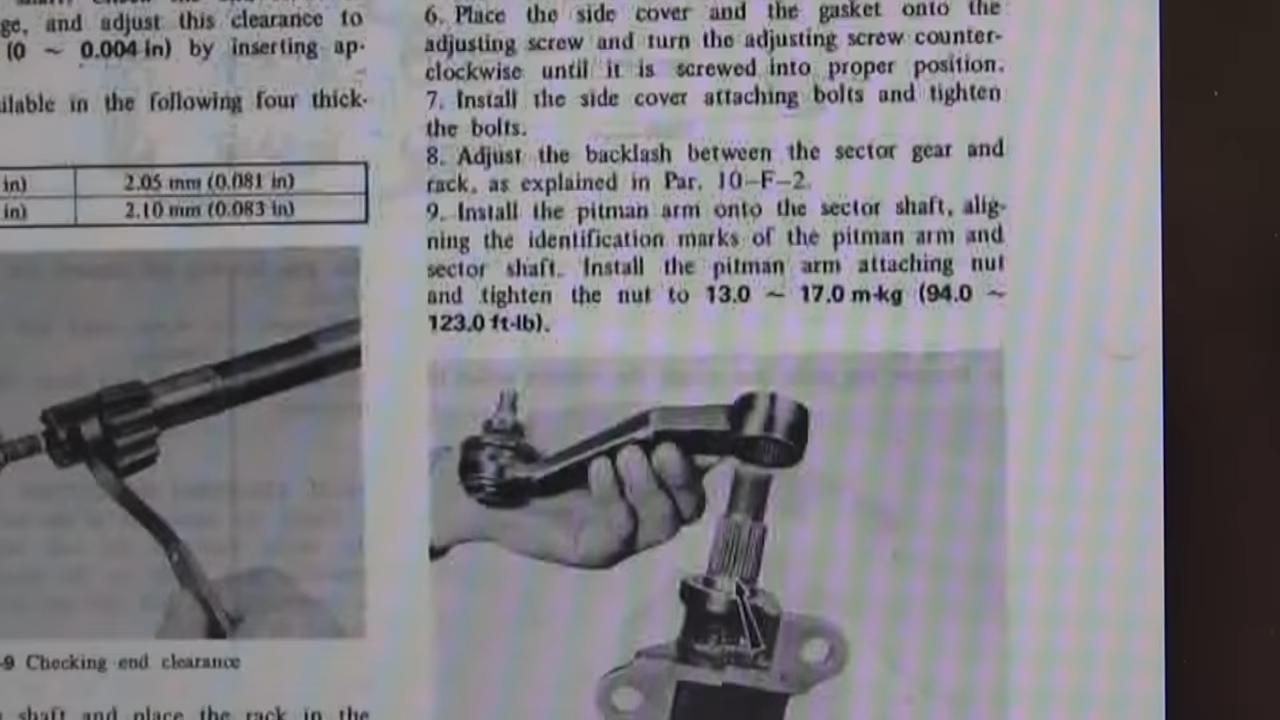 ge, and adjust this clearance to
(0 ~ 0.004 in) by inserting ap-
ilable in the following four thick-
in) 2.05 mm (0.081 in)
in) 2.10 mm (0.083 in)
-9 Checking end clearance
shaft and place the rack in the
6. Place the side cover and the gasket onto the
adjusting screw and turn the adjusting screw counter-
clockwise until it is screwed into proper position.
7. Install the side cover attaching bolts and tighten
the bolts.
8. Adjust the backlash between the sector gear and
rack, as explained in Par. 10-F-2.
9. Install the pitman arm onto the sector shaft, alig-
ning the identification marks of the pitman arm and
sector shaft. Install the pitman arm attaching nut
and tighten the nut to 13.0 ~ 17.0 m-kg (94.0 ~
123.0 ft-lb).